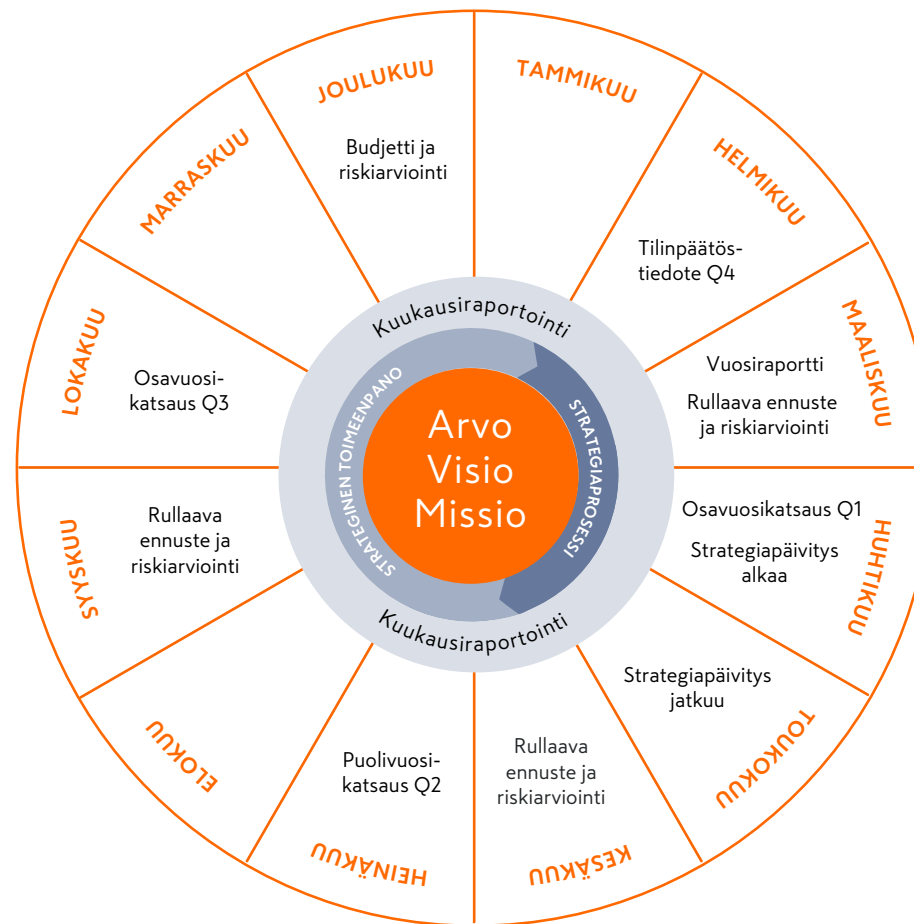 TAMMIKUU
HELMIKUU
Tilinpäätös-
tiedote Q4
MAALISKUU
Vuosiraportti
Rullaava ennuste
ja riskiarviointi
HUHTIKUU
Osavuosikatsaus Q1
Strategiapäivitys
alkaa
TOUKOKUU
Strategiapäivitys
jatkuu
KESÄKUU
Rullaava
ennuste ja
riskiarviointi
HEINÄKUU
Puolivuosi-
katsaus Q2
ELOKUU
SYYSKUU
Rullaava
ennuste ja
riskiarviointi
LOKAKUU
Osavuosi-
katsaus Q3
MARRASKUU
JOULUKUU
Budjetti ja
riskiarviointi
Kuukausiraportointi
STRATEGINEN TOIMEENPANO
STRATEGIAPROSESSI
Arvo
Visio
Missio
Kuukausiraportointi